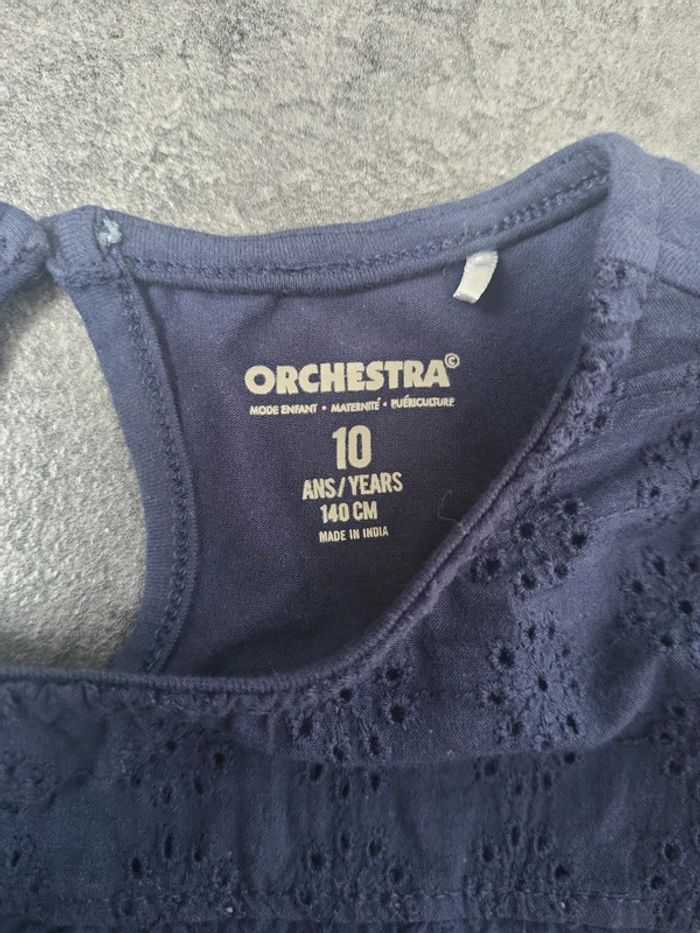 ORCHESTRA©
MODE ENFANT • MATERNITÉ • PUÉRICULTURE
10
ANS/YEARS
140 CM
MADE IN INDIA